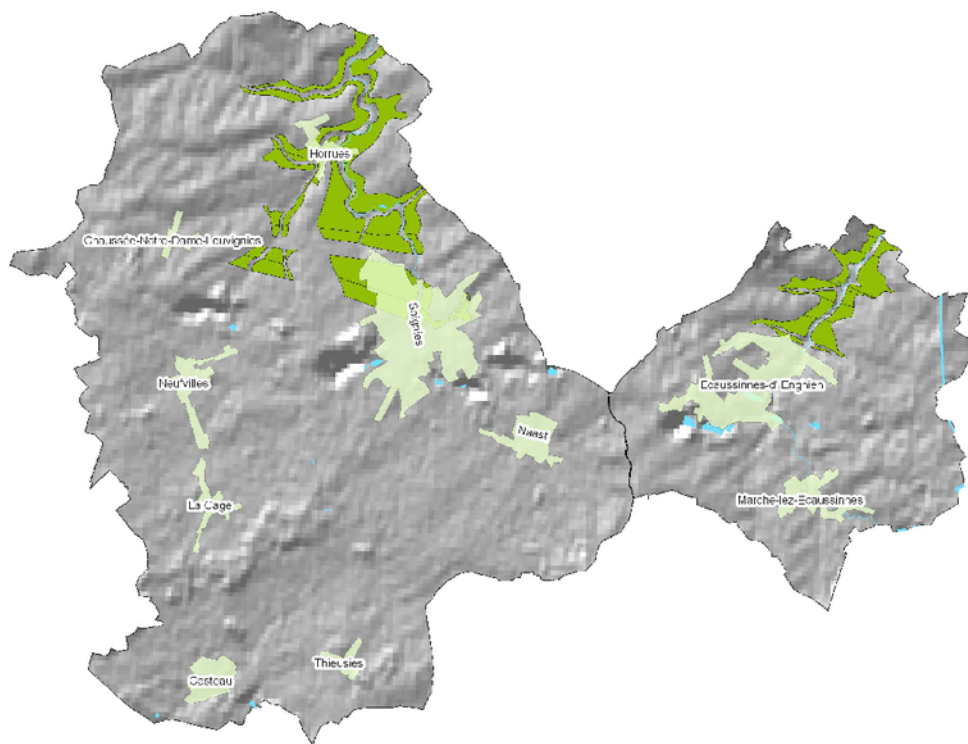 Horrues
Chaussée-Notre-Dame-Louvignies
Soignies
Neufvilles
Ecaussinnes-d'Enghien
Naast
La Cage
Marche-lez-Ecaussinnes
Thieusies
Casteau